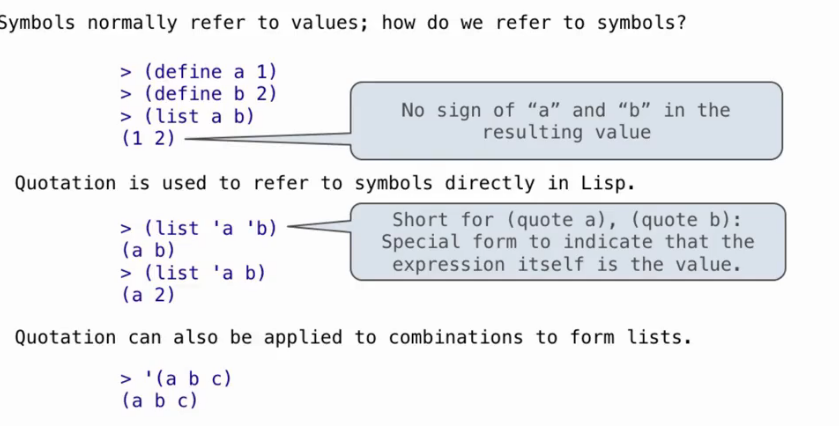 Symbols normally refer to values; how do we refer to symbols?
> (define a 1)
> (define b 2)
> (list a b)
(1 2)
No sign of “a” and “b” in the
resulting value
Quotation is used to refer to symbols directly in Lisp.
> (list 'a 'b)
(a b)
> (list 'a b)
(a 2)
Short for (quote a), (quote b):
Special form to indicate that the
expression itself is the value.
Quotation can also be applied to combinations to form lists.
> '(a b c)
(a b c)